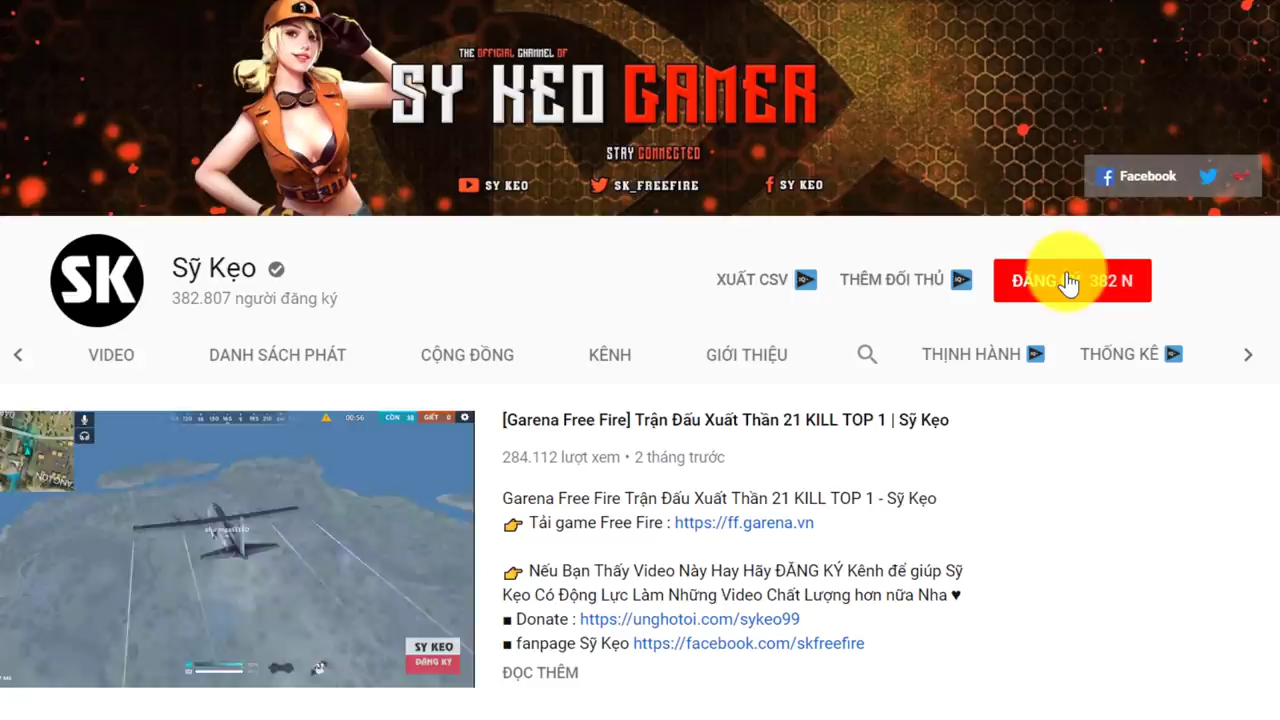 THE OFFICIAL CHANNEL OF
SY KEO GAMER
STAY CONNECTED
SY KEO
SK_FREEFIRE
SY KEO
Facebook
SK
Sỹ Kẹo
382.807 người đăng ký
XUẤT CSV
THÊM ĐỐI THỦ
382 N
VIDEO
DANH SÁCH PHÁT
CỘNG ĐỒNG
KÊNH
GIỚI THIỆU
THỊNH HÀNH
THỐNG KÊ
00:56
CÒN 38
GIẾT 0
SY KEO
ĐĂNG KÝ
[Garena Free Fire] Trận Đấu Xuất Thần 21 KILL TOP 1 | Sỹ Kẹo
284.112 lượt xem • 2 tháng trước
Garena Free Fire Trận Đấu Xuất Thần 21 KILL TOP 1 - Sỹ Kẹo
👉 Tải game Free Fire : https://ff.garena.vn
👉 Nếu Bạn Thấy Video Này Hay Hãy ĐĂNG KÝ Kênh để giúp Sỹ
Kẹo Có Động Lực Làm Những Video Chất Lượng hơn nữa Nha ♥
■ Donate : https://unghotoi.com/sykeo99
■ fanpage Sỹ Kẹo https://facebook.com/skfreefire
ĐỌC THÊM